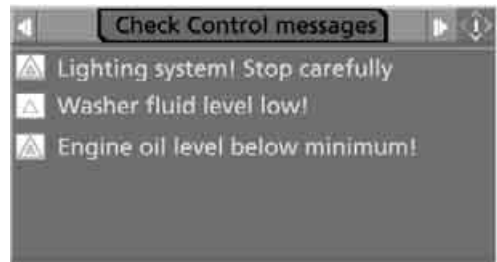 Check Control messages
Lighting system! Stop carefully
Washer fluid level low!
Engine oil level below minimum!